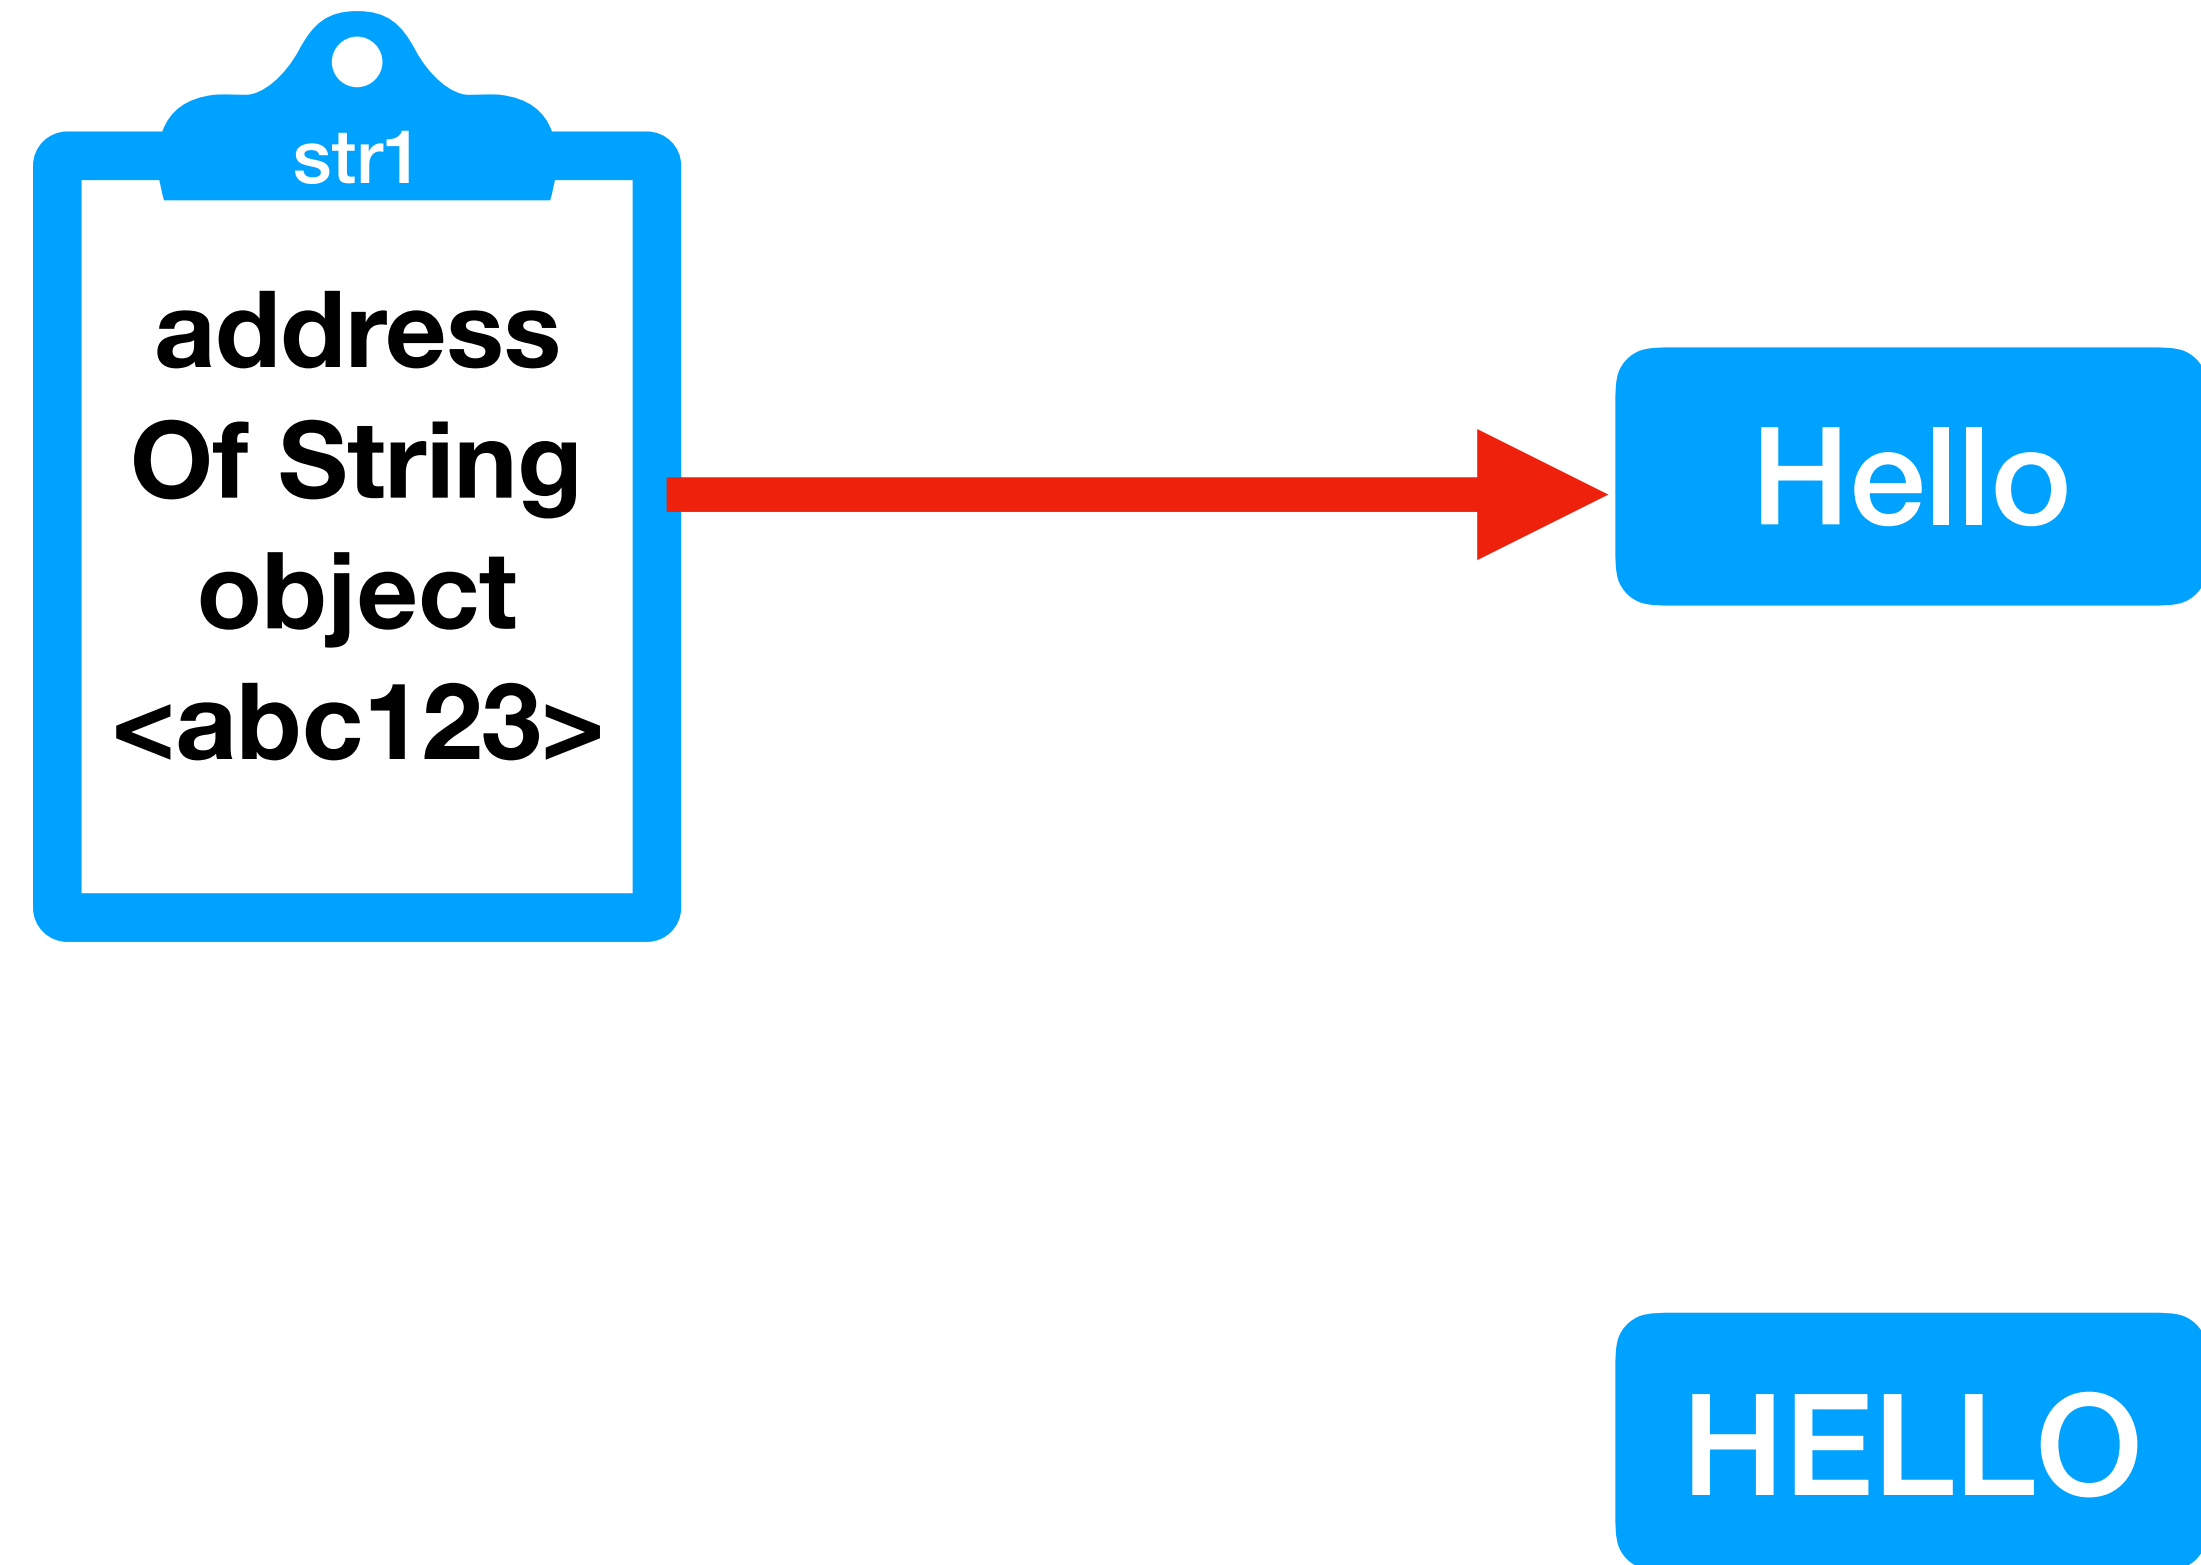 str1
address
Of String
object
<abc123>
Hello
HELLO